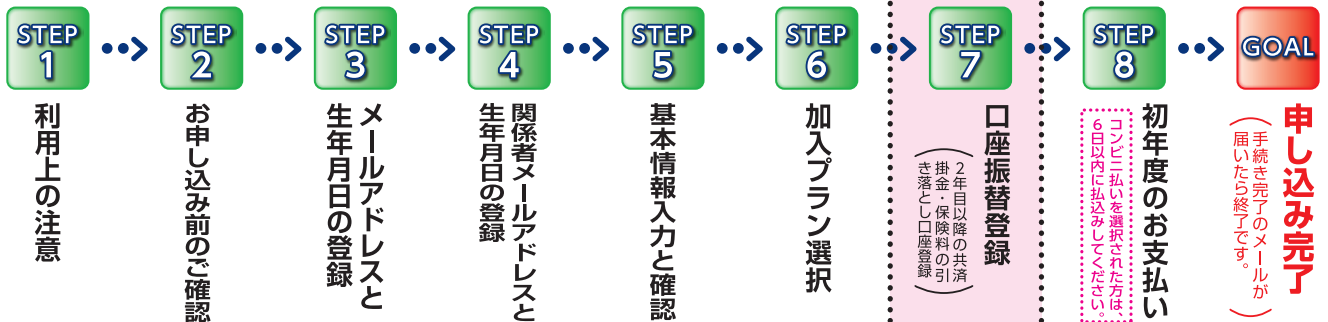 STEP
1
利用上の注意
STEP
2
お申し込み前のご確認
STEP
3
メールアドレスと
生年月日の登録
STEP
4
関係者メールアドレスと
生年月日の登録
STEP
5
基本情報入力と確認
STEP
6
加入プラン選択
STEP
7
口座振替登録
（2年目以降の共済
掛金・保険料の引
き落とし口座登録）
STEP
8
初年度のお支払い
コンビニ払いを選択された方は、
6日以内に払込みしてください。
GOAL
申し込み完了
（手続き完了のメールが
届いたら終了です。）